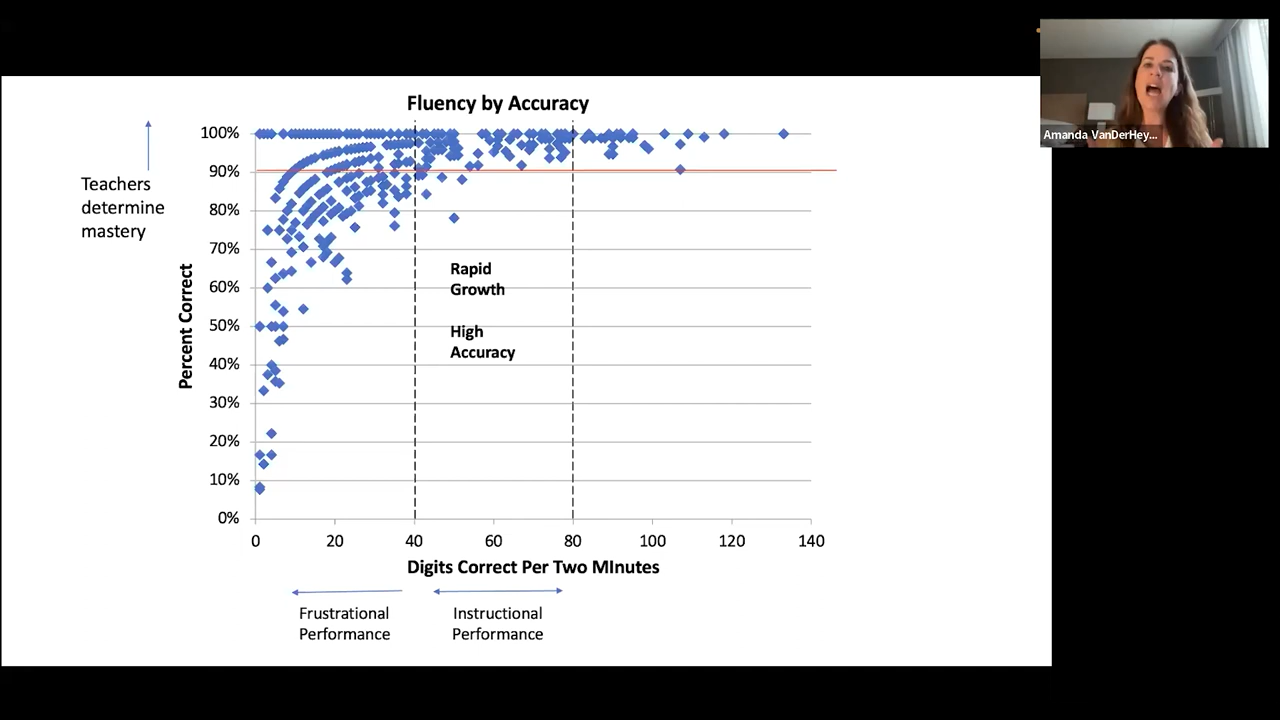 Fluency by Accuracy
Amanda VanDerHey...
Teachers
determine
mastery
Percent Correct
100%
90%
80%
70%
60%
50%
40%
30%
20%
10%
0%
Rapid
Growth
High
Accuracy
0 20 40 60 80 100 120 140
Digits Correct Per Two MInutes
Frustrational
Performance
Instructional
Performance